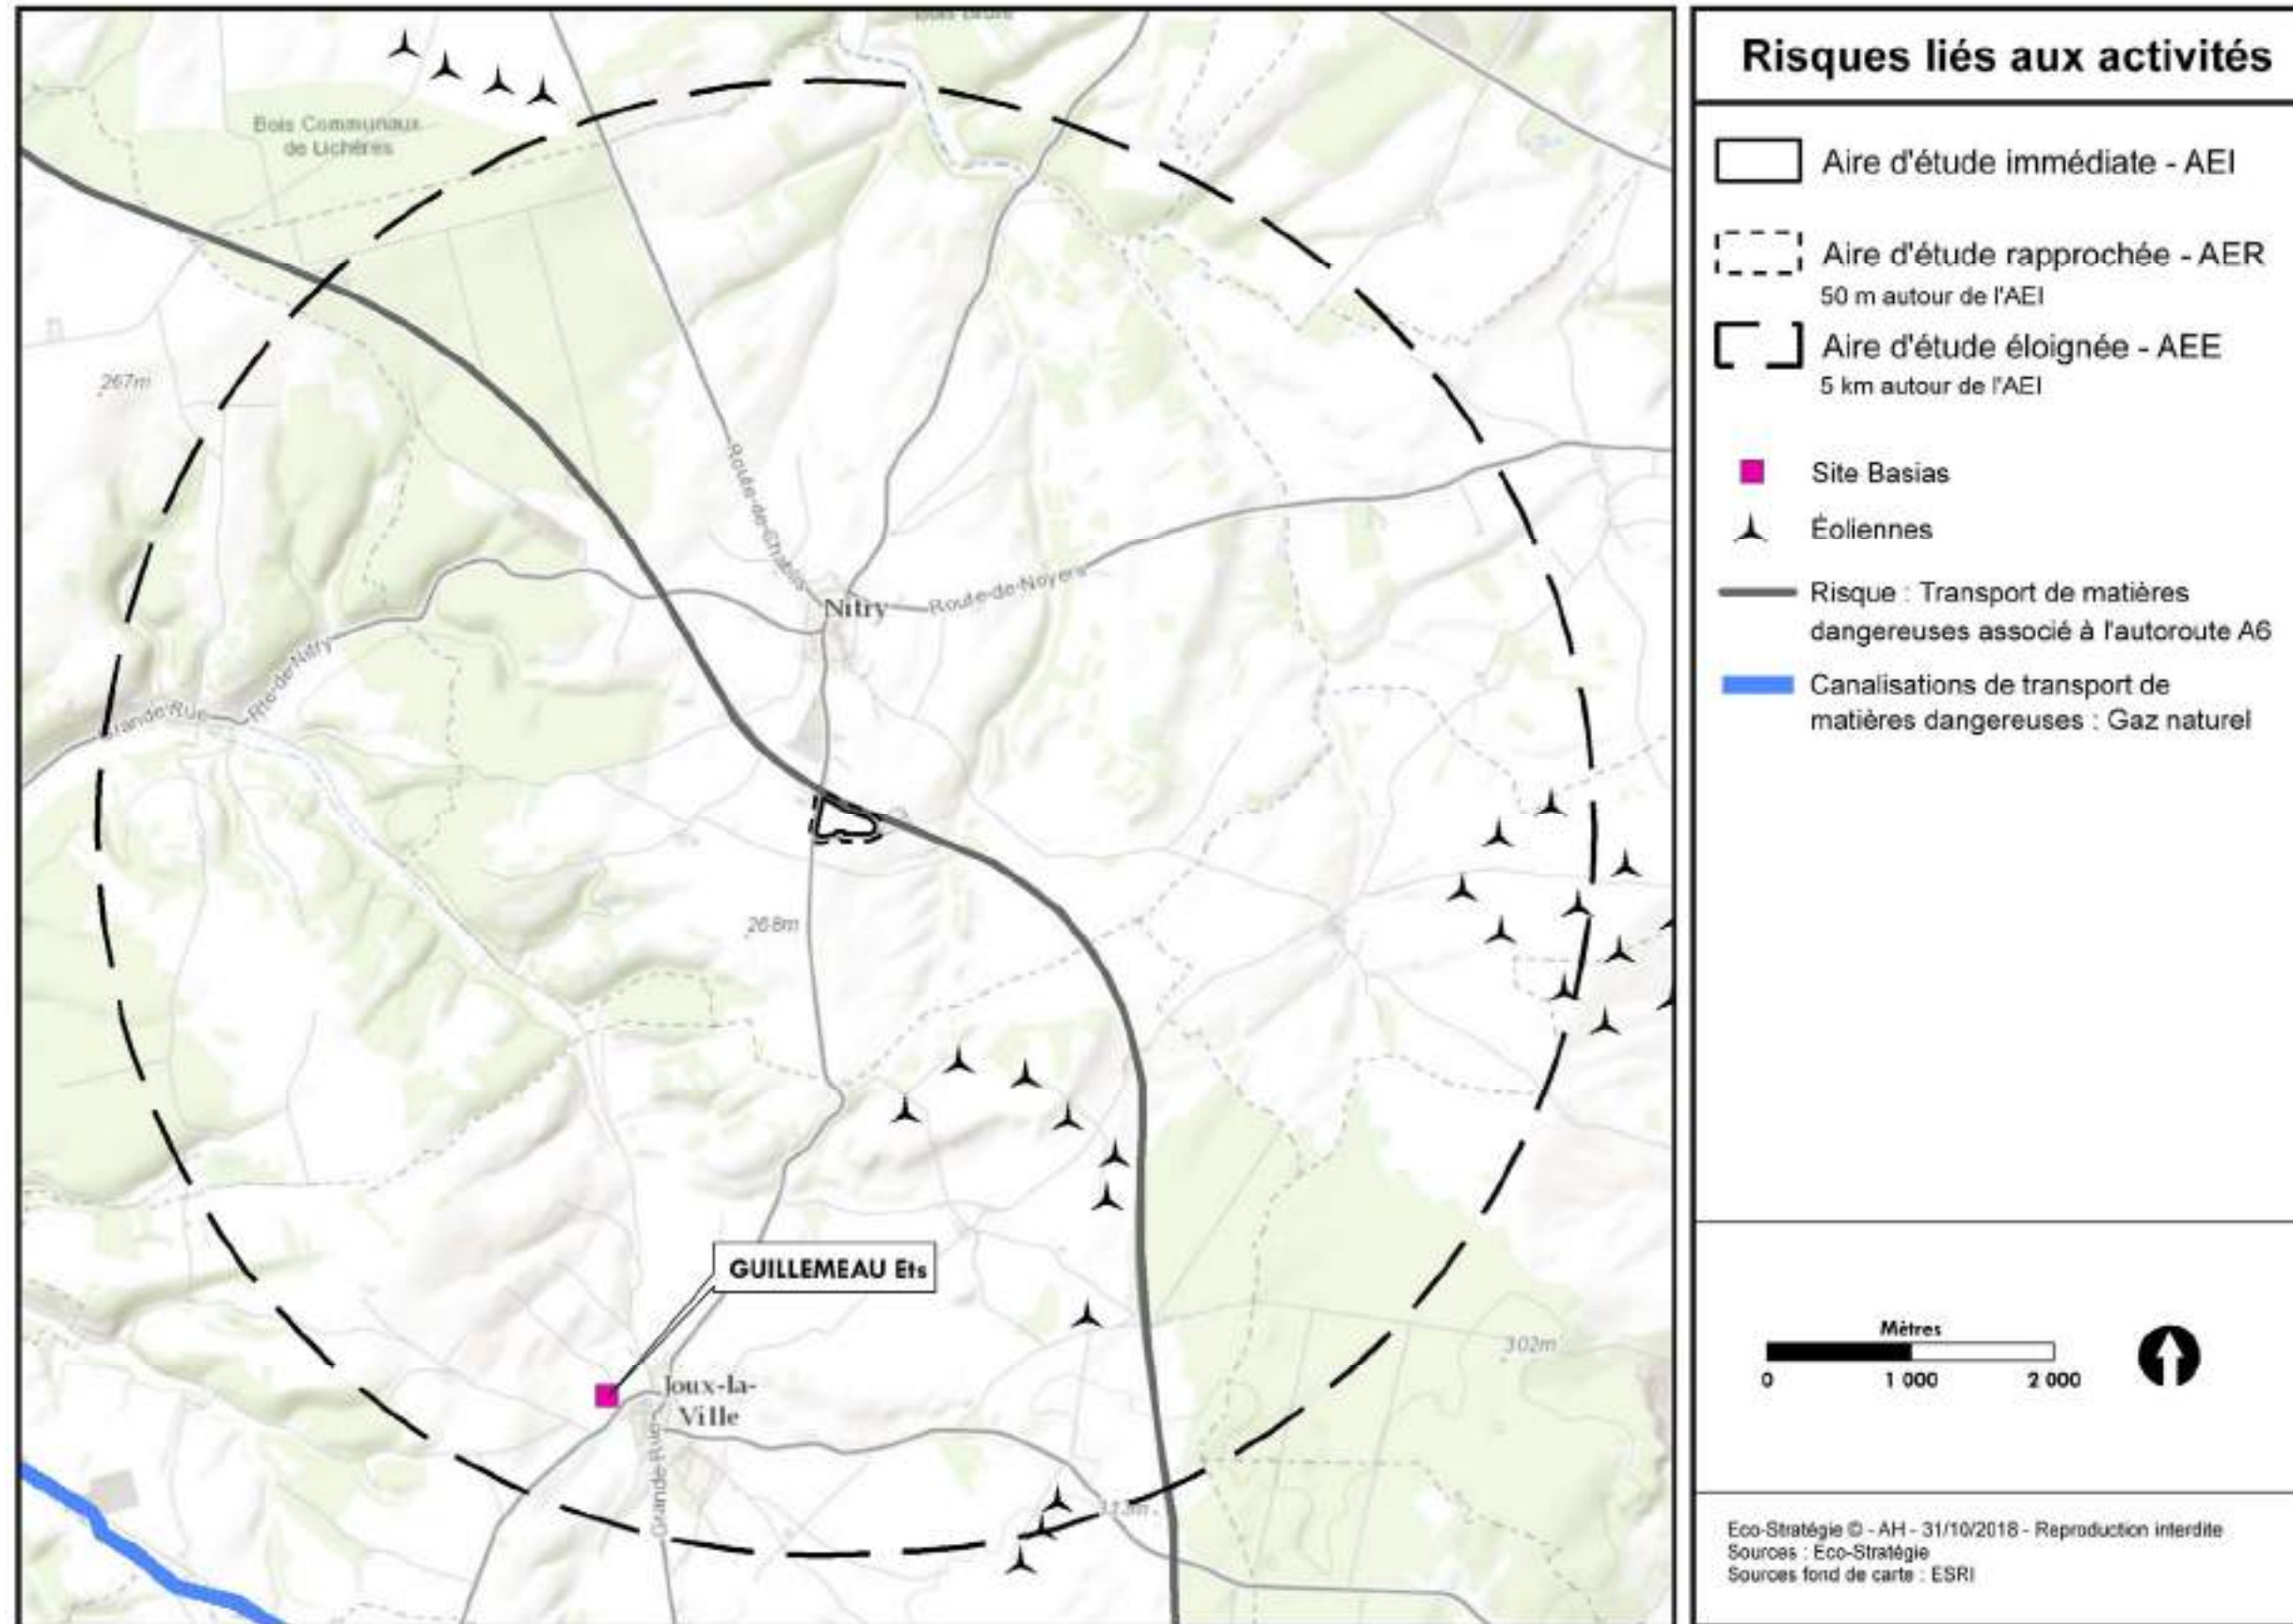 Bois Brûlé
Bois Communaux
de Lichères
267m
Route-de-Chablis
Nitry
Route-de-Noyers
Rte-de-Nitry
Grande-Rue
268m
GUILLEMEAU Ets
302m
Joux-la-
Ville
Grande-Rue
313m
Risques liés aux activités
Aire d'étude immédiate - AEI
Aire d'étude rapprochée - AER
50 m autour de l'AEI
Aire d'étude éloignée - AEE
5 km autour de l'AEI
Site Basias
Éoliennes
Risque : Transport de matières
dangereuses associé à l'autoroute A6
Canalisations de transport de
matières dangereuses : Gaz naturel
Mètres
0 1 000 2 000
Eco-Stratégie © - AH - 31/10/2018 - Reproduction interdite
Sources : Eco-Stratégie
Sources fond de carte : ESRI